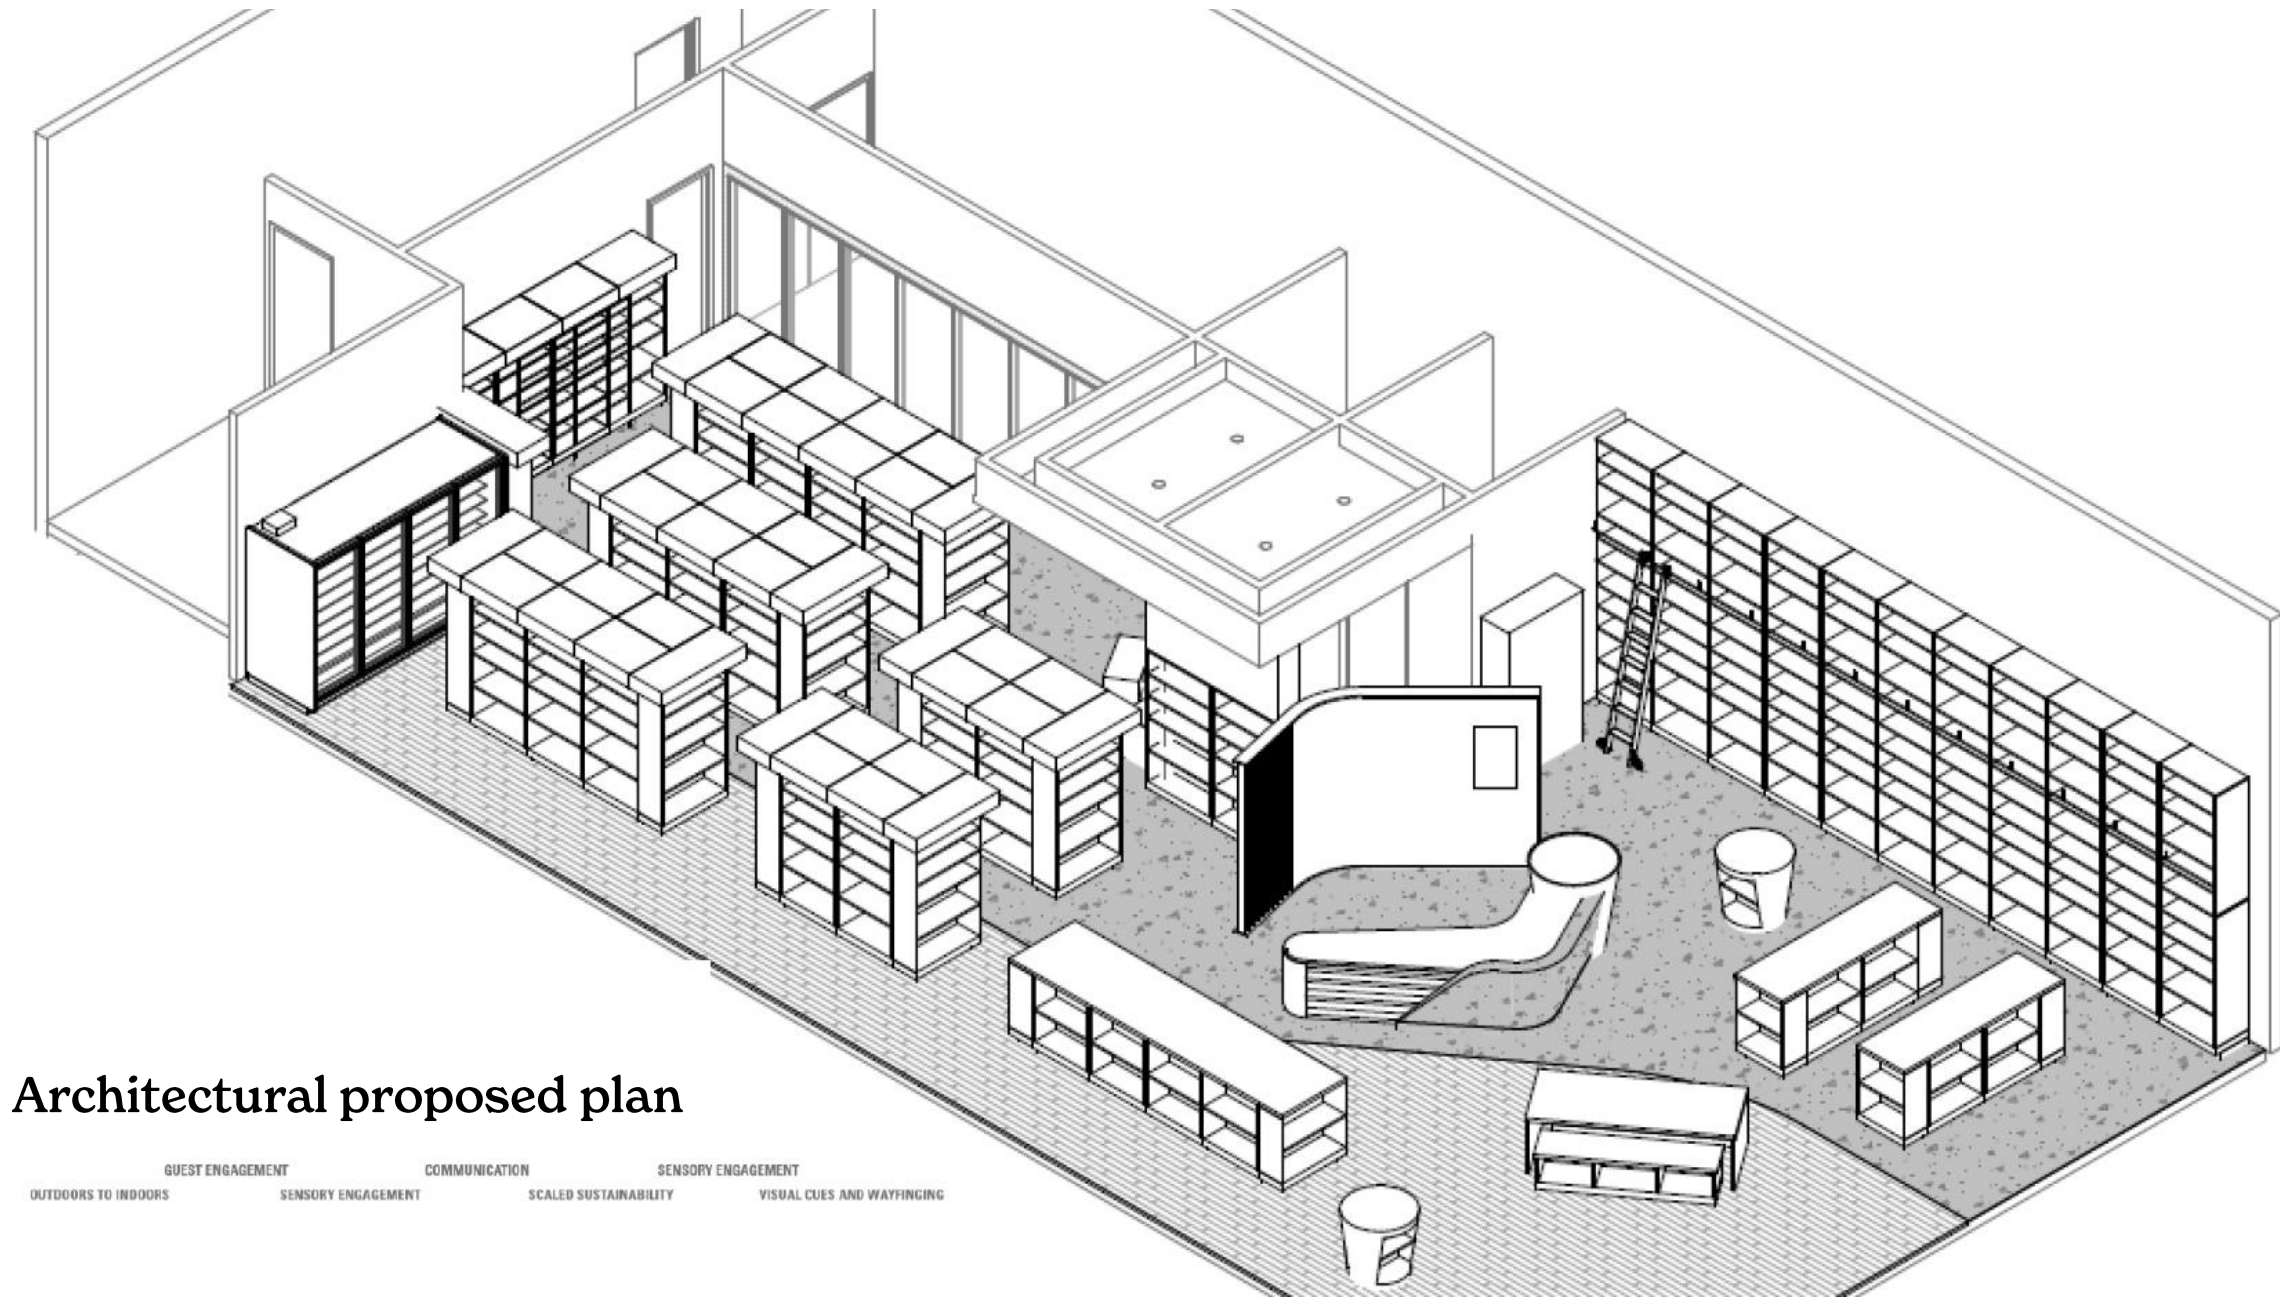 Architectural proposed plan
GUEST ENGAGEMENT COMMUNICATION SENSORY ENGAGEMENT
OUTDOORS TO INDOORS SENSORY ENGAGEMENT SCALED SUSTAINABILITY VISUAL CUES AND WAYFINGING